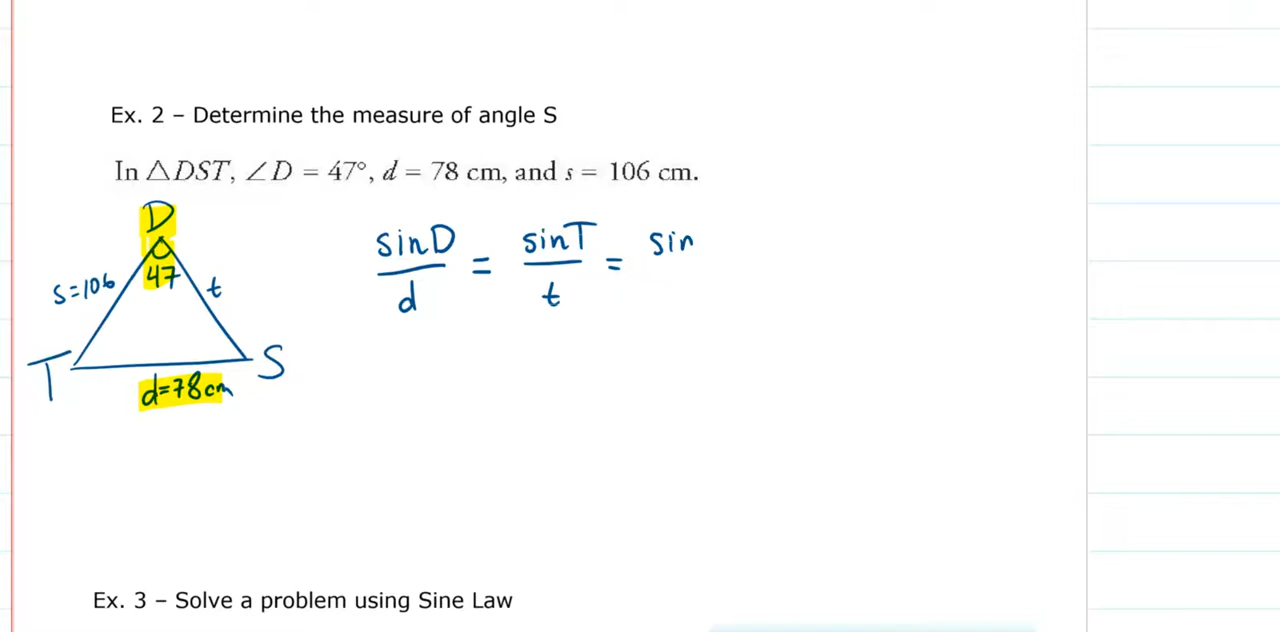 Ex. 2 – Determine the measure of angle S
In △DST, ∠D = 47°, d = 78 cm, and s = 106 cm.
D
47
s=106
t
T
S
d=78cm
sinD/d = sinT/t = sin
Ex. 3 – Solve a problem using Sine Law